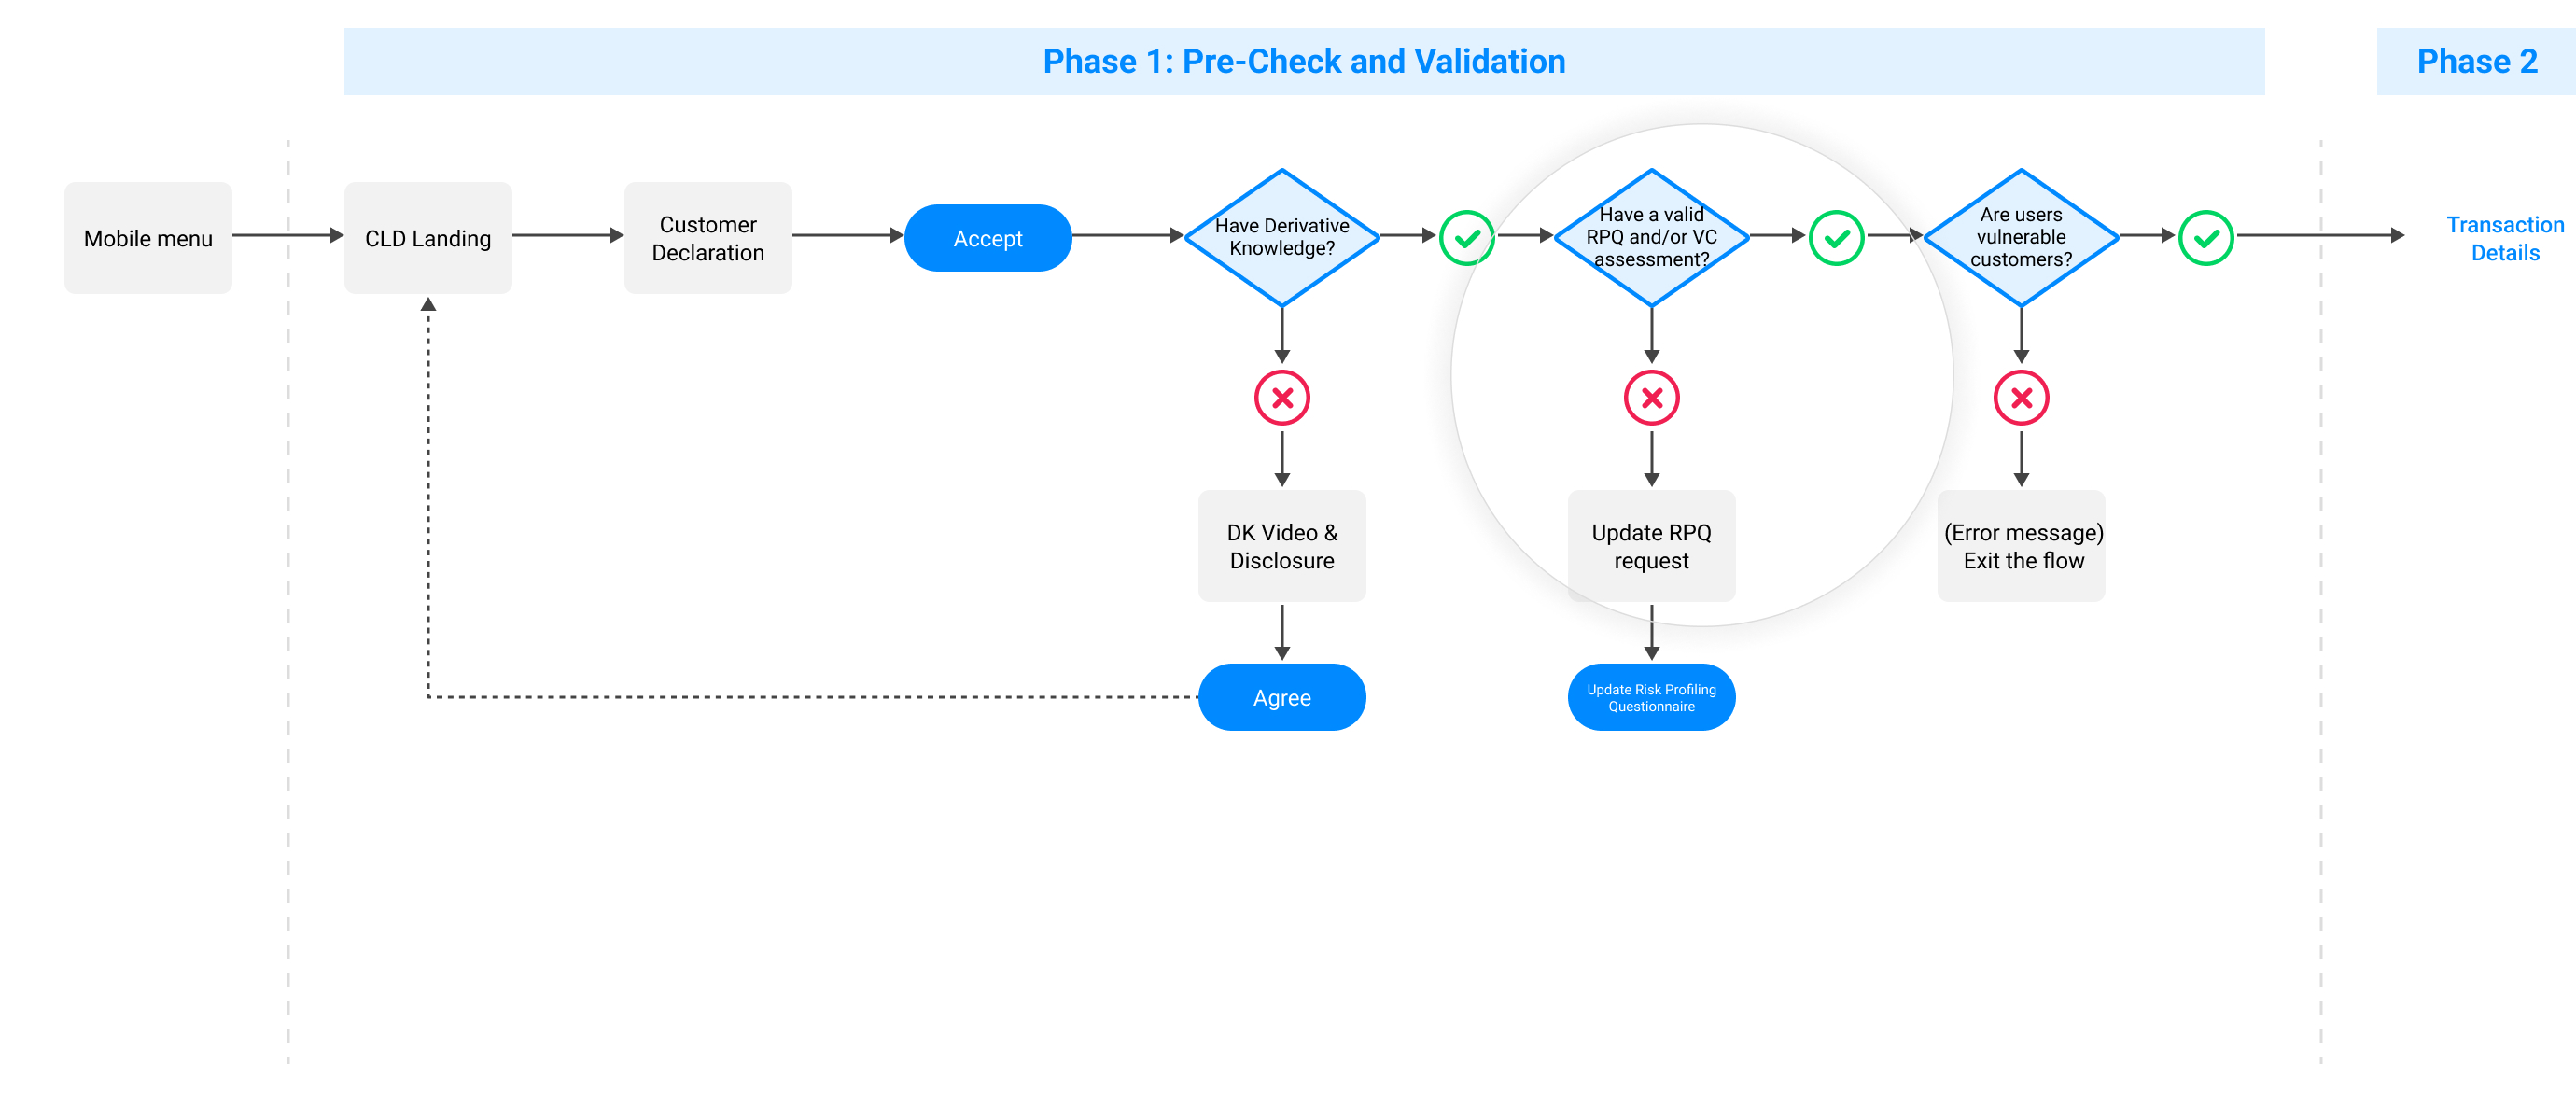 Phase 1: Pre-Check and Validation
Phase 2
Mobile menu
CLD Landing
Customer
Declaration
Accept
Have Derivative
Knowledge?
Have a valid
RPQ and/or VC
assessment?
Are users
vulnerable
customers?
Transaction
Details
DK Video &
Disclosure
Update RPQ
request
(Error message)
Exit the flow
Agree
Update Risk Profiling
Questionnaire